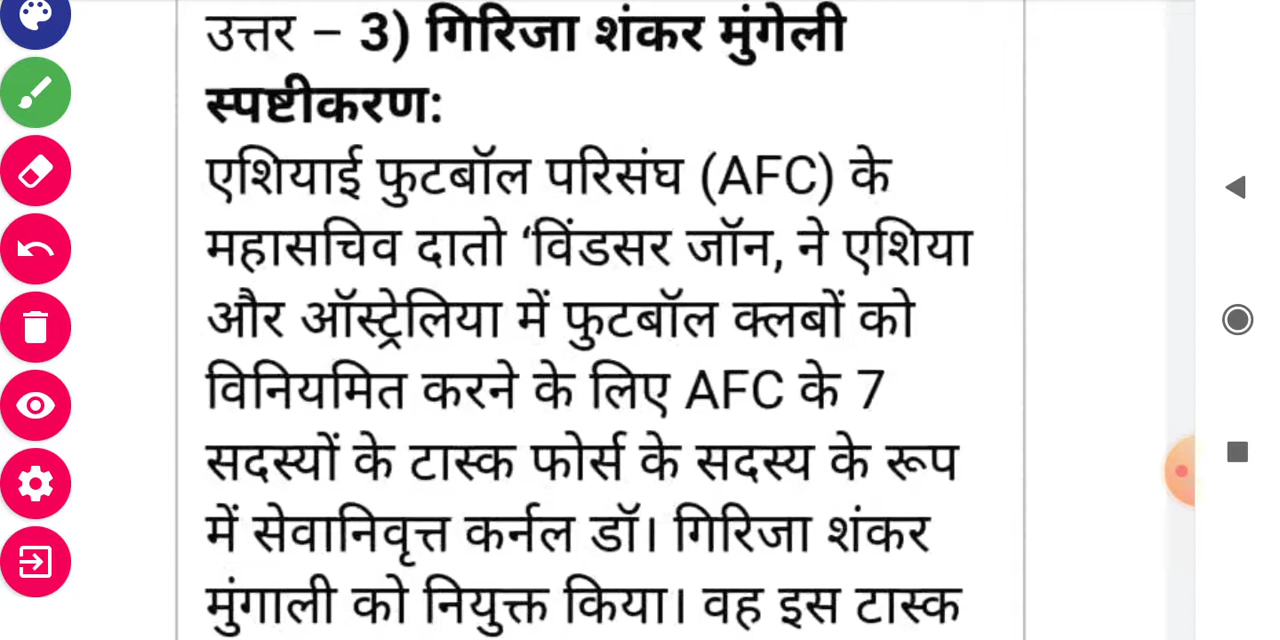 उत्तर – 3) गिरिजा शंकर मुंगेली
स्पष्टीकरण:
एशियाई फुटबॉल परिसंघ (AFC) के
महासचिव दातो ‘विंडसर जॉन, ने एशिया
और ऑस्ट्रेलिया में फुटबॉल क्लबों को
विनियमित करने के लिए AFC के 7
सदस्यों के टास्क फोर्स के सदस्य के रूप
में सेवानिवृत्त कर्नल डॉ। गिरिजा शंकर
मुंगाली को नियुक्त किया। वह इस टास्क